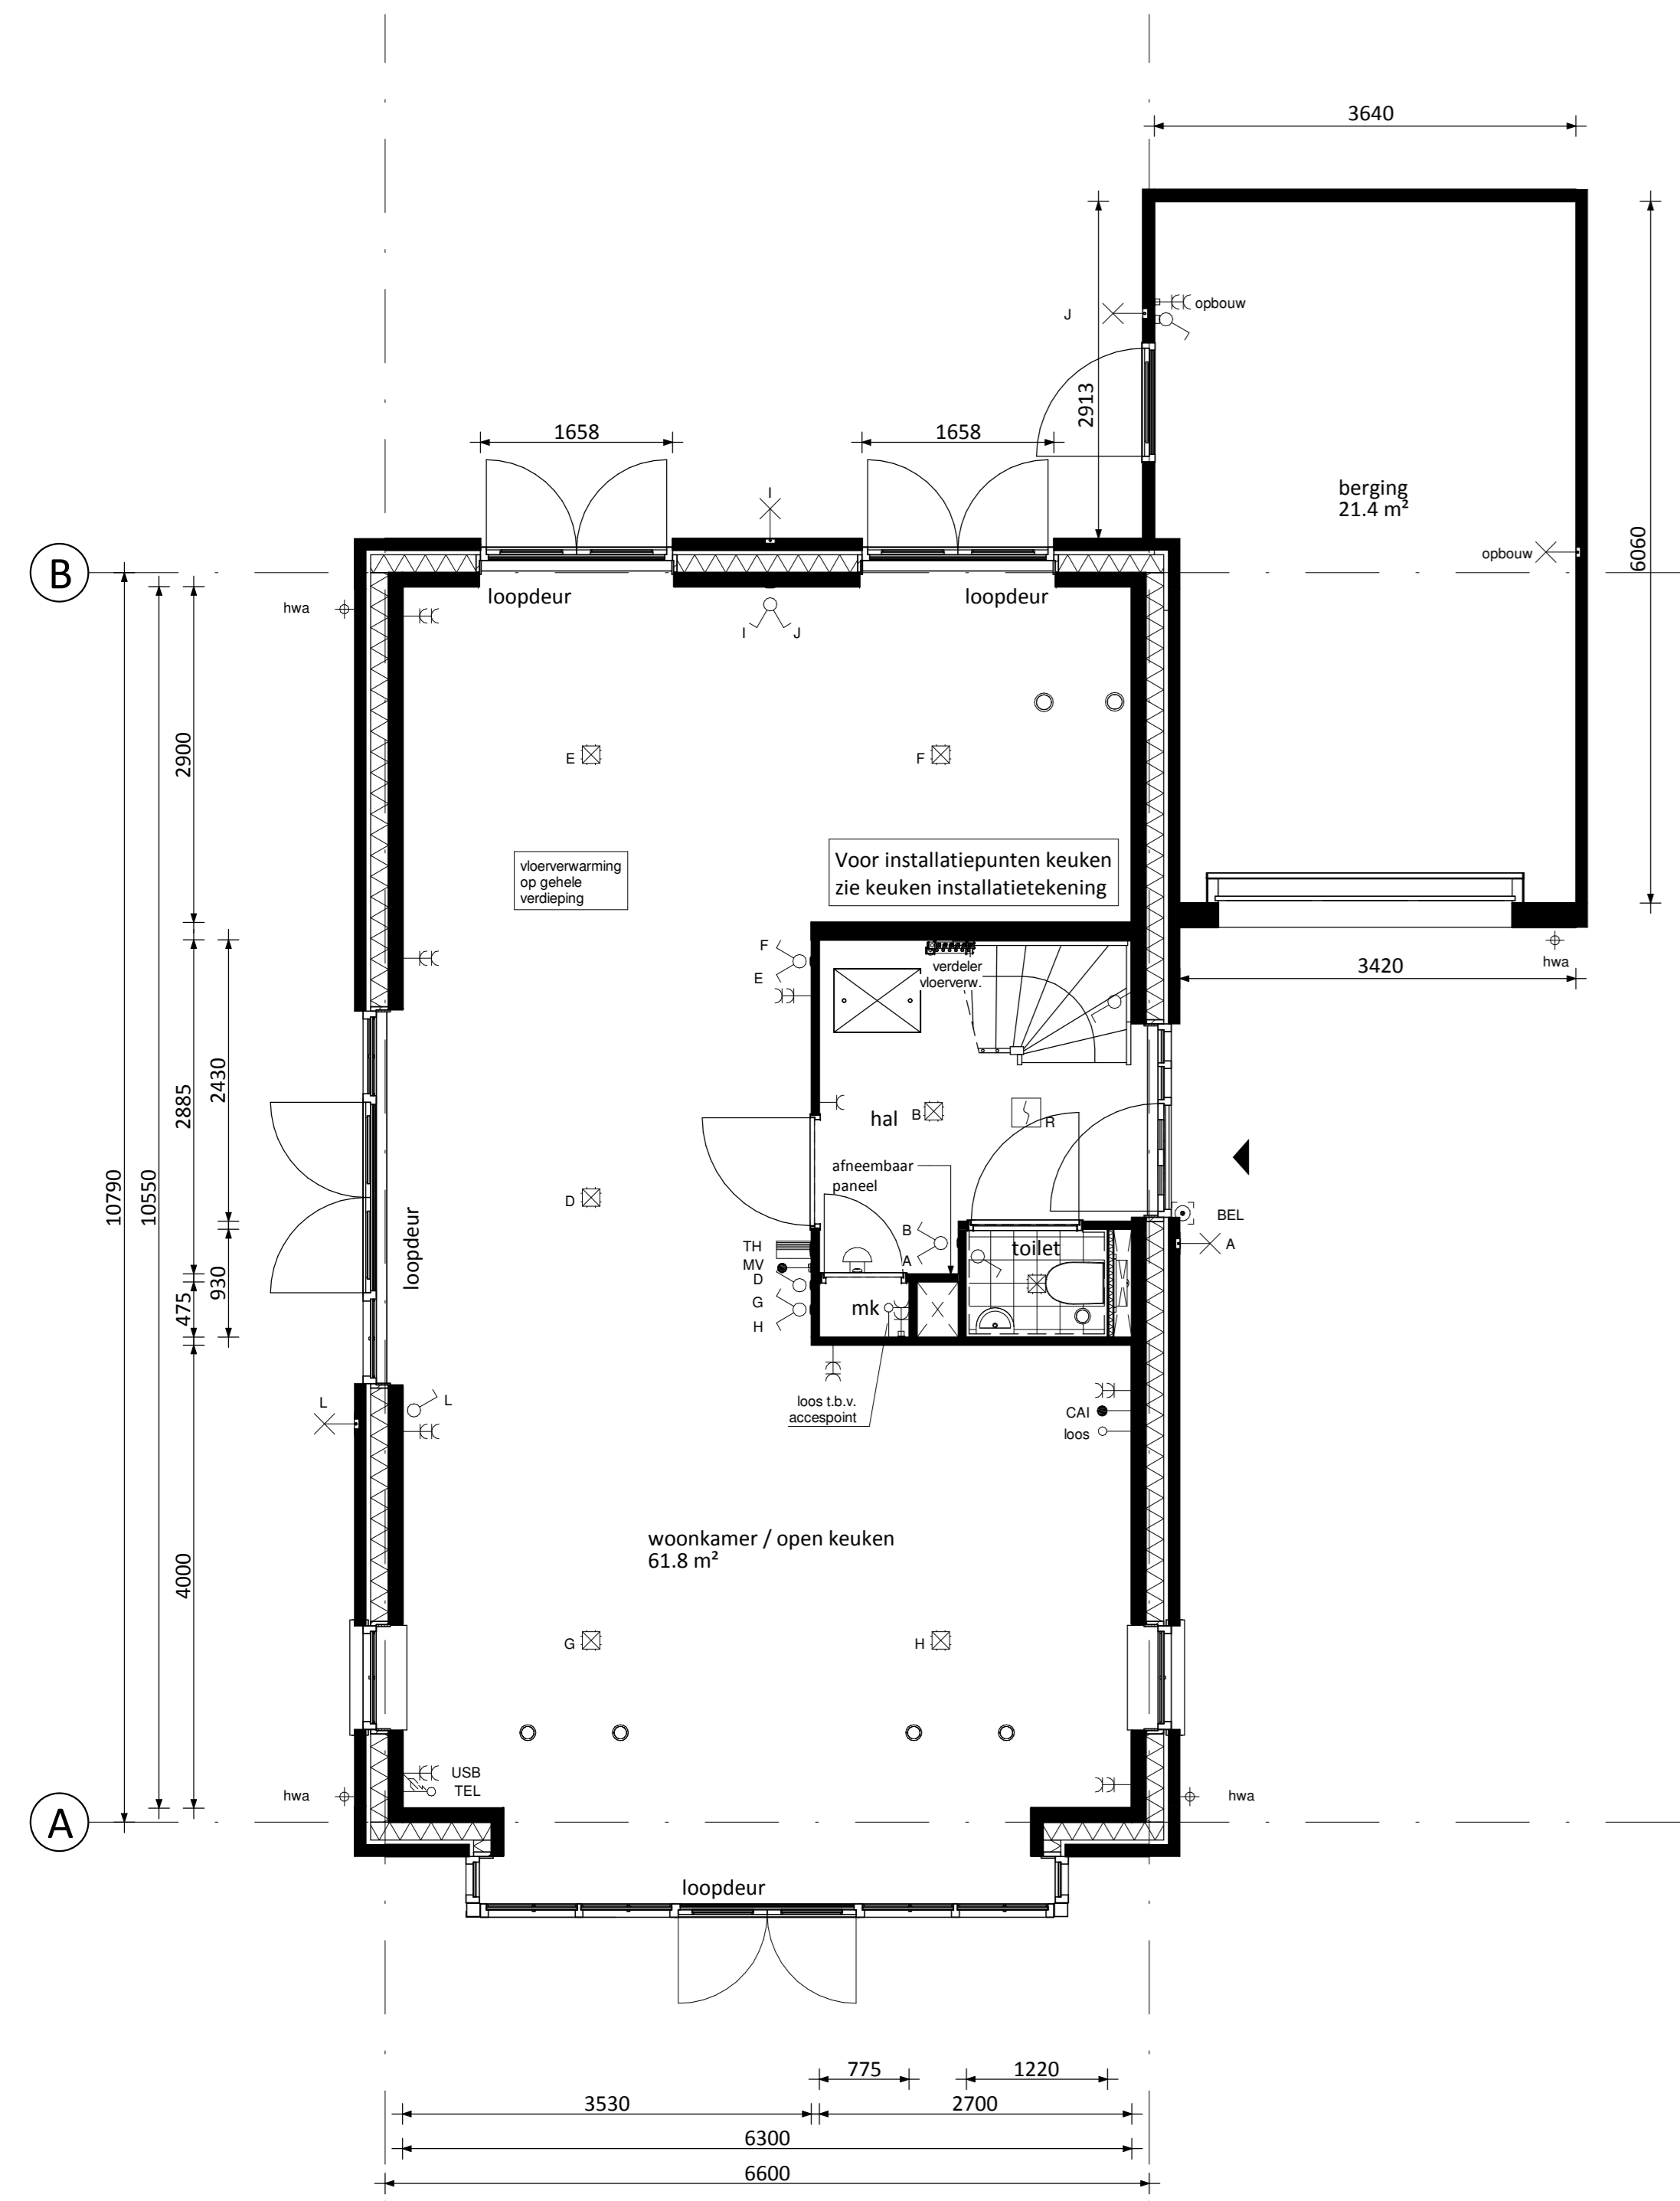 3640
opbouw
J
2913
1658
1658
I
berging
21.4 m²
opbouw
6060
B
hwa
loopdeur
loopdeur
I
J
E
F
2900
vloerverwarming
op gehele
verdieping
Voor installatiepunten keuken
zie keuken installatietekening
F
E
verdeler
vloerverw.
hwa
3420
2430
2885
10790
10550
hal
B
R
afneembaar
paneel
D
loopdeur
BEL
A
B
A
toilet
TH
MV
D
G
H
mk
930
475
L
L
loos t.b.v.
accespoint
CAI
loos
woonkamer / open keuken
61.8 m²
4000
G
H
USB
TEL
hwa
hwa
A
loopdeur
775
1220
3530
2700
6300
6600